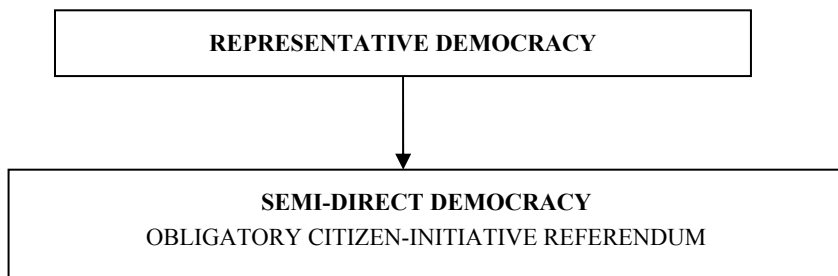 REPRESENTATIVE DEMOCRACY
SEMI-DIRECT DEMOCRACY
OBLIGATORY CITIZEN-INITIATIVE REFERENDUM